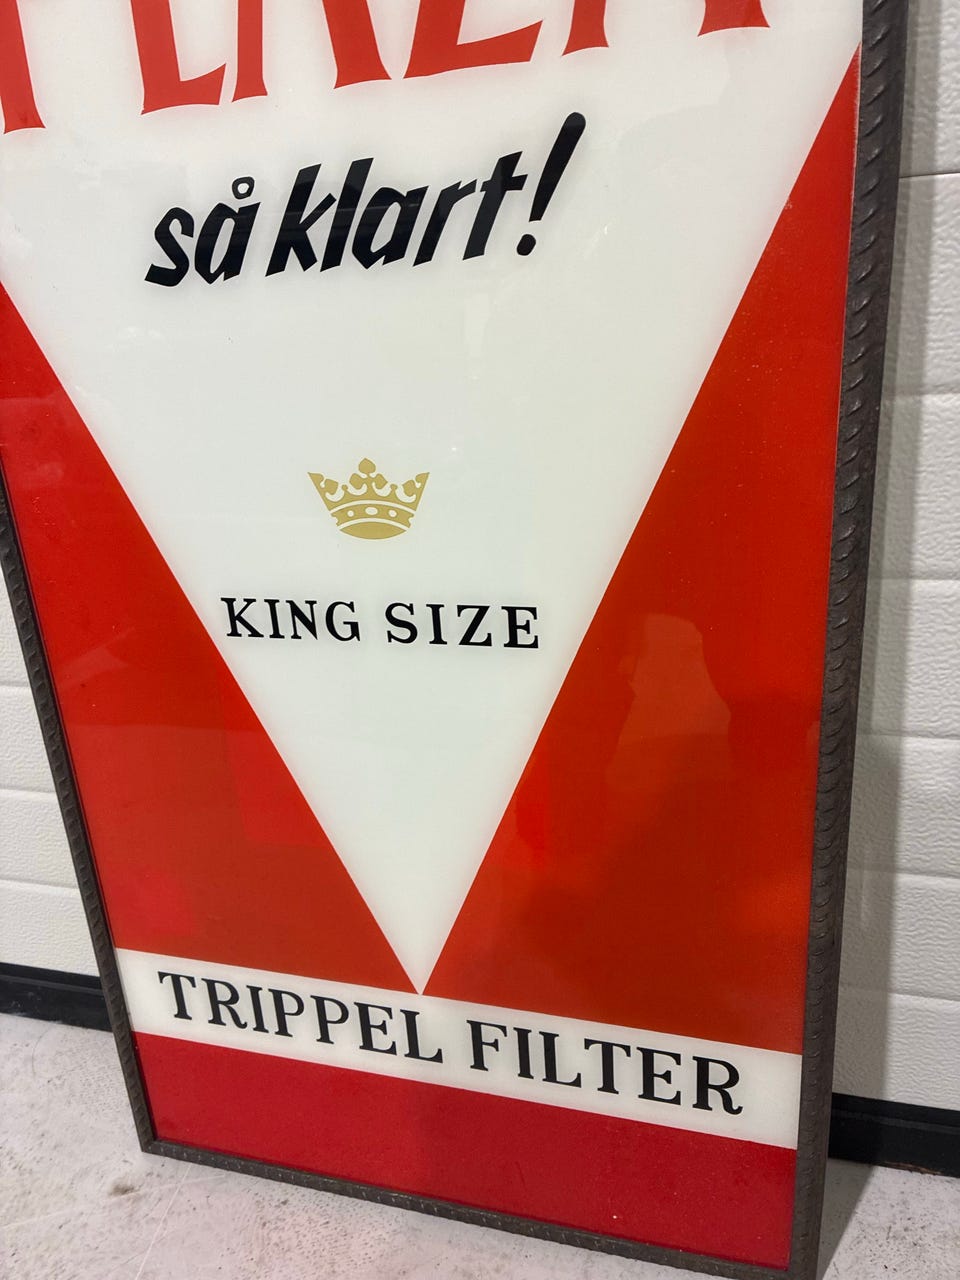 så klart!
KING SIZE
TRIPPEL FILTER